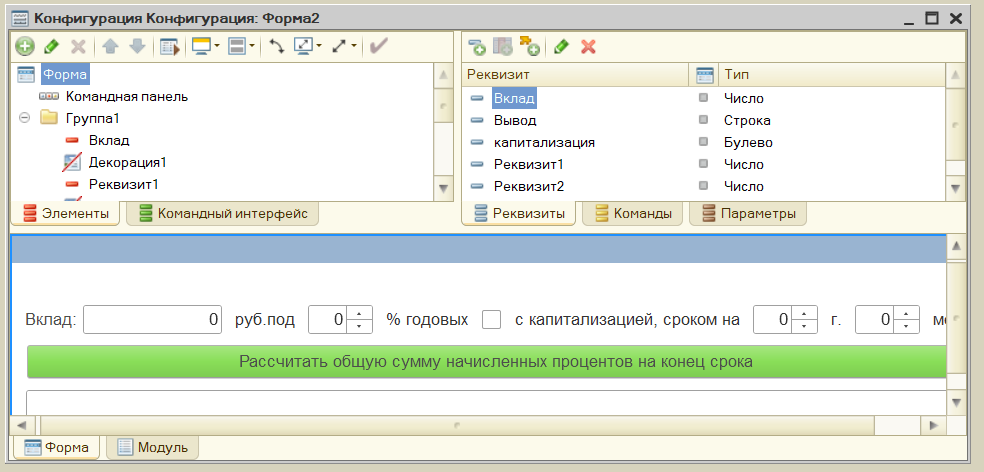 Конфигурация Конфигурация: Форма2
Форма
Командная панель
Группа1
Вклад
Декорация1
Реквизит1
Элементы Командный интерфейс
Реквизит Тип
Вклад Число
Вывод Строка
капитализация Булево
Реквизит1 Число
Реквизит2 Число
Реквизиты Команды Параметры
Вклад: 0 руб.под 0 % годовых с капитализацией, сроком на 0 г. 0
Рассчитать общую сумму начисленных процентов на конец срока
Форма Модуль